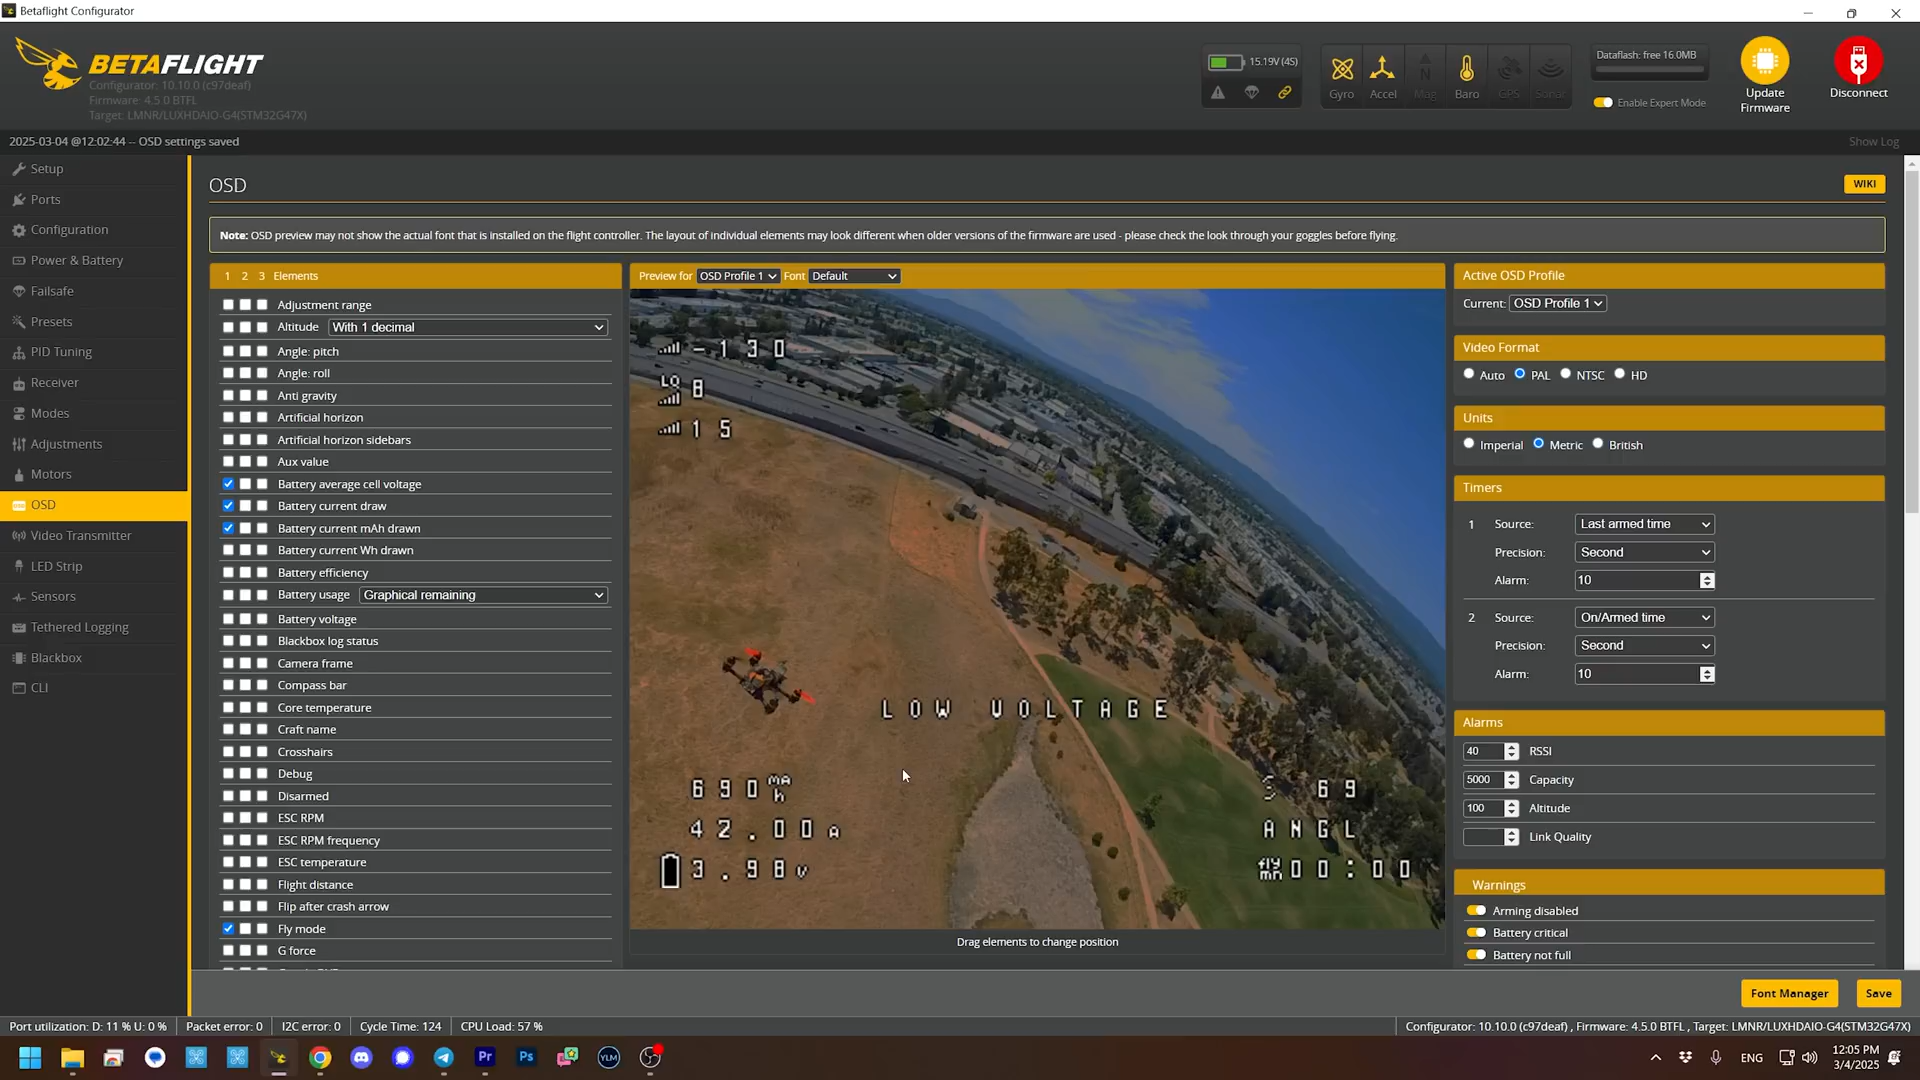 Betaflight Configurator
BETAFLIGHT
Configurator: 10.10.0 (c97deaf)
Firmware: 4.5.0 BTFL
Target: LMNR/LUXHDAIO-G4(STM32G47X)
15.19V (4S)
Gyro
Accel
Mag
Baro
GPS
Sonar
Dataflash: free 16.0MB
Enable Expert Mode
Update
Firmware
Disconnect
2025-03-04 @12:02:44 -- OSD settings saved
Show Log
Setup
Ports
Configuration
Power & Battery
Failsafe
Presets
PID Tuning
Receiver
Modes
Adjustments
Motors
OSD
Video Transmitter
LED Strip
Sensors
Tethered Logging
Blackbox
CLI
OSD
WIKI
Note: OSD preview may not show the actual font that is installed on the flight controller. The layout of individual elements may look different when older versions of the firmware are used - please check the look through your goggles before flying.
1 2 3 Elements
Adjustment range
Altitude With 1 decimal
Angle: pitch
Angle: roll
Anti gravity
Artificial horizon
Artificial horizon sidebars
Aux value
Battery average cell voltage
Battery current draw
Battery current mAh drawn
Battery current Wh drawn
Battery efficiency
Battery usage Graphical remaining
Battery voltage
Blackbox log status
Camera frame
Compass bar
Core temperature
Craft name
Crosshairs
Debug
Disarmed
ESC RPM
ESC RPM frequency
ESC temperature
Flight distance
Flip after crash arrow
Fly mode
G force
Preview for OSD Profile 1 Font Default
-130
LQ 8
15
LOW VOLTAGE
690 MAh
42.00A
3.98V
69
ANGL
fly mn 00:00
Drag elements to change position
Active OSD Profile
Current: OSD Profile 1
Video Format
Auto PAL NTSC HD
Units
Imperial Metric British
Timers
1 Source: Last armed time
Precision: Second
Alarm: 10
2 Source: On/Armed time
Precision: Second
Alarm: 10
Alarms
40 RSSI
5000 Capacity
100 Altitude
Link Quality
Warnings
Arming disabled
Battery critical
Battery not full
Font Manager
Save
Port utilization: D: 11 % U: 0 %
Packet error: 0
I2C error: 0
Cycle Time: 124
CPU Load: 57 %
Configurator: 10.10.0 (c97deaf) , Firmware: 4.5.0 BTFL , Target: LMNR/LUXHDAIO-G4(STM32G47X)
Pr
Ps
YLM
ENG
12:05 PM
3/4/2025